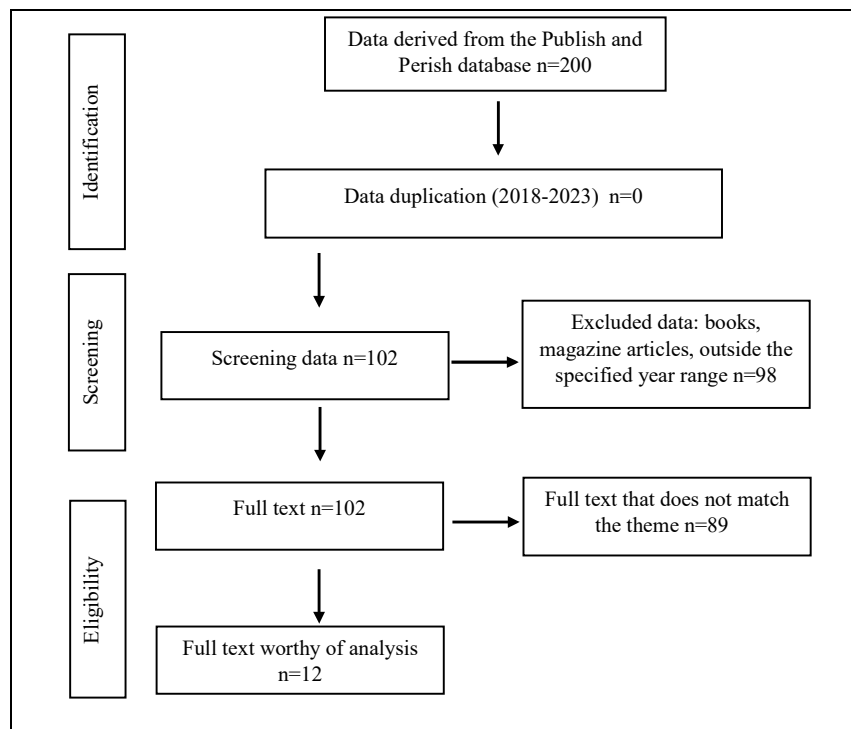 Identification
Data derived from the Publish and
Perish database n=200
Data duplication (2018-2023) n=0
Screening
Screening data n=102
Excluded data: books,
magazine articles, outside the
specified year range n=98
Eligibility
Full text n=102
Full text that does not match
the theme n=89
Full text worthy of analysis
n=12